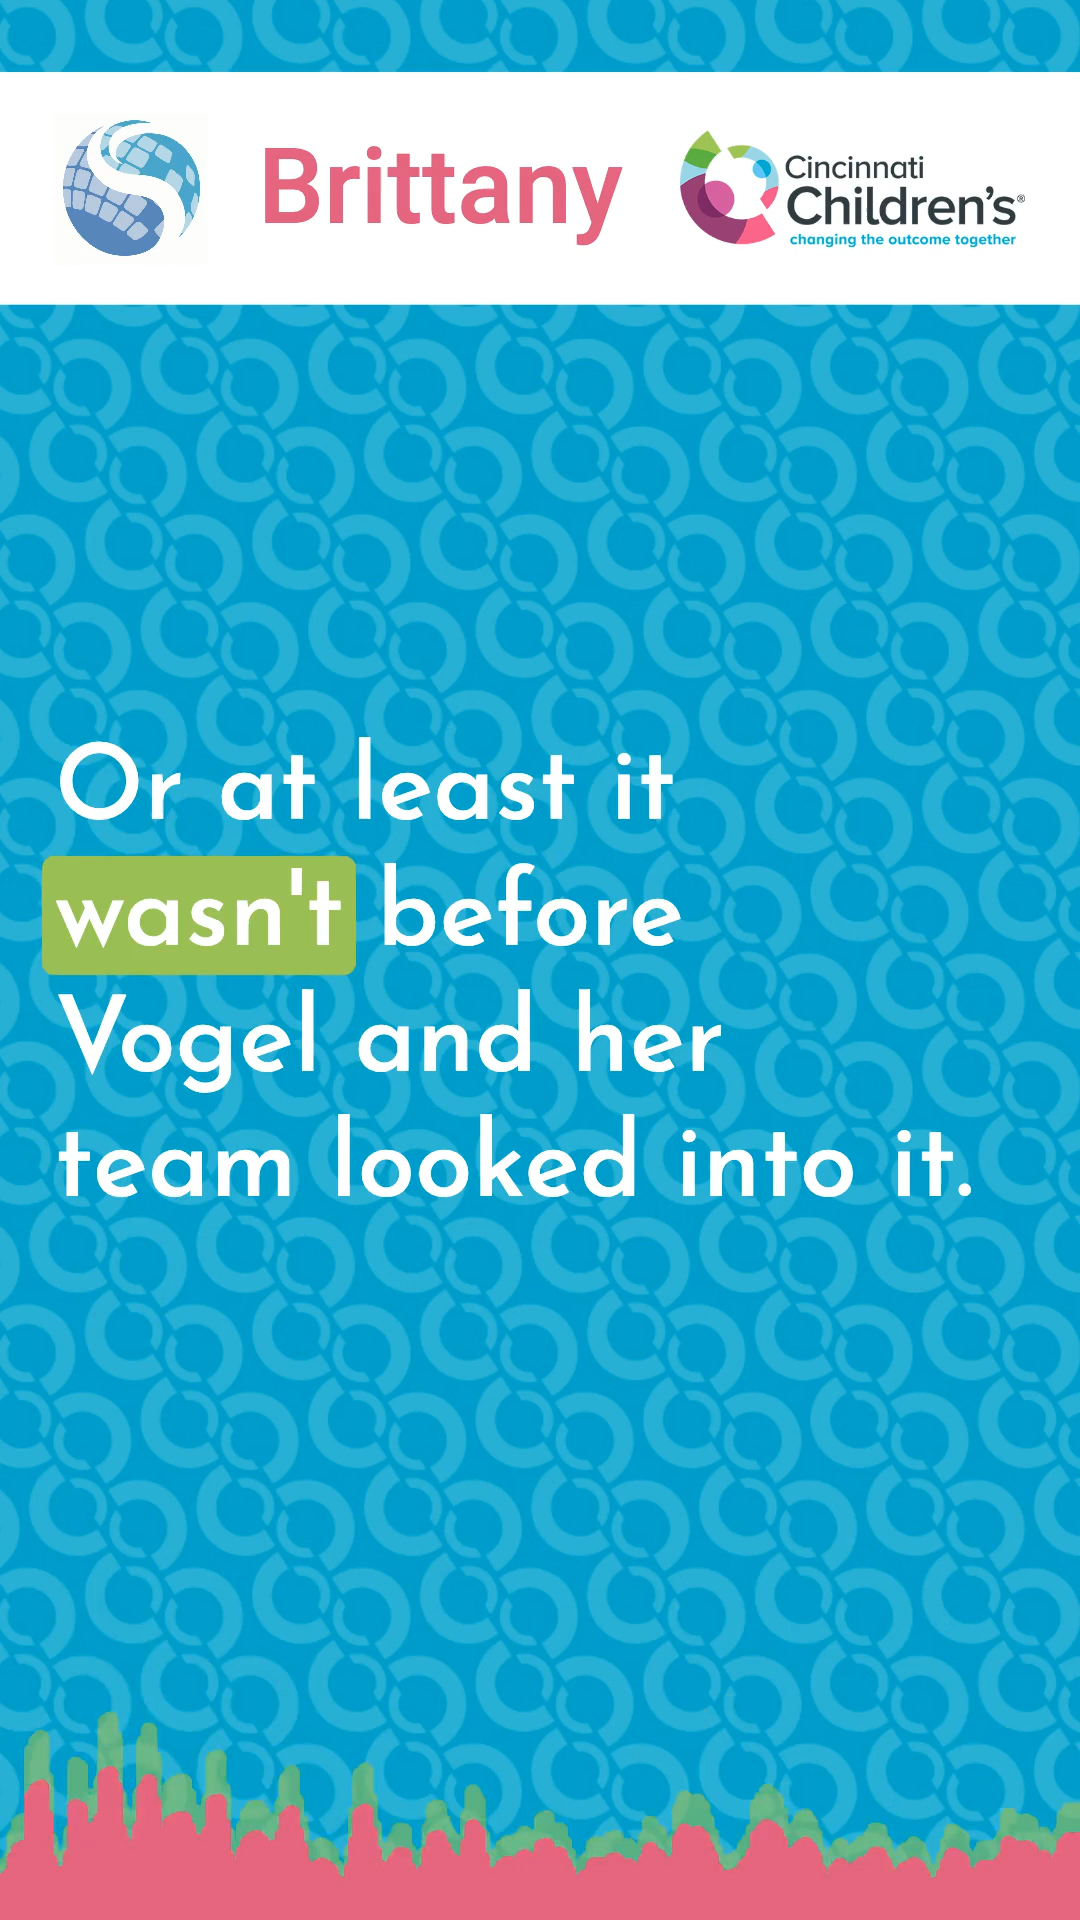 Brittany
Cincinnati
Children's®
changing the outcome together
Or at least it
wasn't before
Vogel and her
team looked into it.